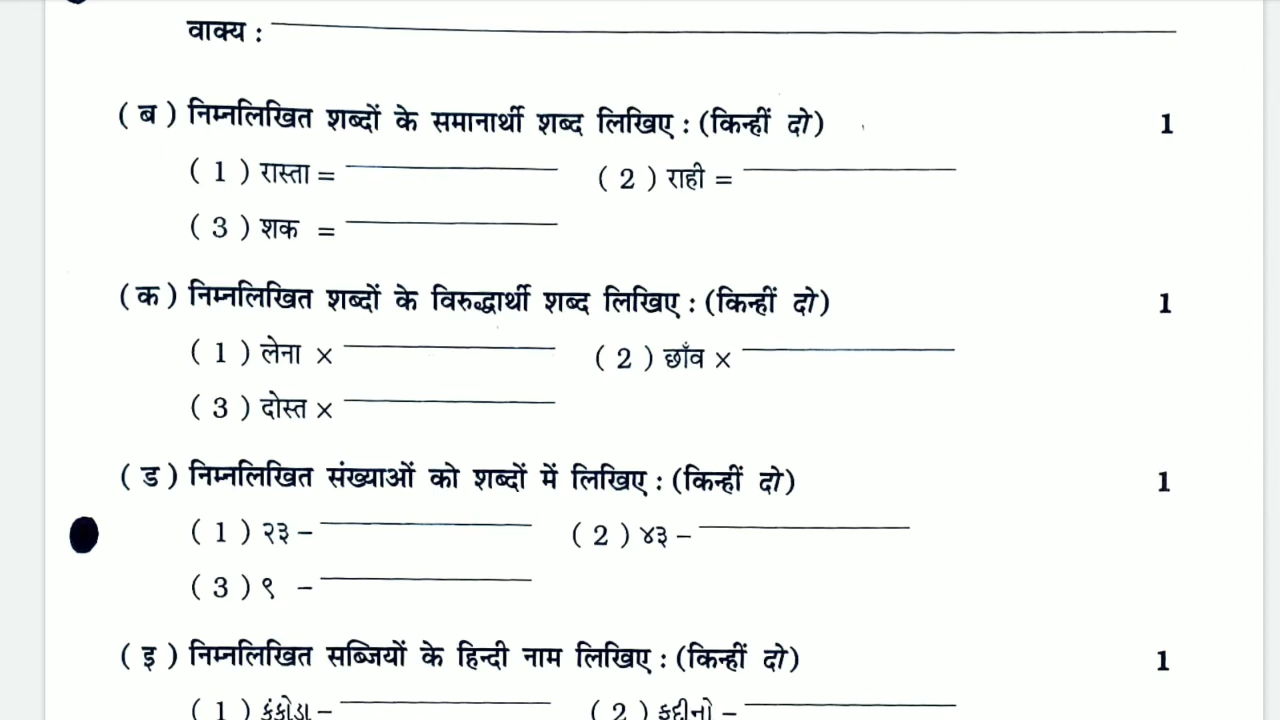 वाक्य :
( ब ) निम्नलिखित शब्दों के समानार्थी शब्द लिखिए : (किन्हीं दो) 1
( 1 ) रास्ता = ( 2 ) राही =
( 3 ) शक =
( क ) निम्नलिखित शब्दों के विरुद्धार्थी शब्द लिखिए : (किन्हीं दो) 1
( 1 ) लेना × ( 2 ) छाँव ×
( 3 ) दोस्त ×
( ड ) निम्नलिखित संख्याओं को शब्दों में लिखिए : (किन्हीं दो) 1
( 1 ) २३ – ( 2 ) ४३ –
( 3 ) ९ –
( इ ) निम्नलिखित सब्जियों के हिन्दी नाम लिखिए : (किन्हीं दो) 1
( 1 ) કંકોડા – ( 2 ) –